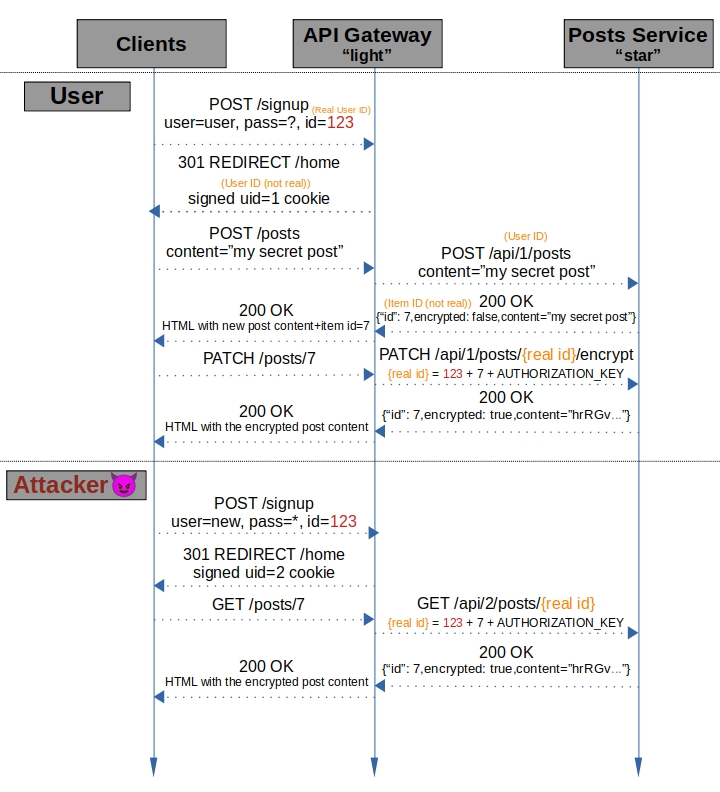 Clients
API Gateway
“light”
Posts Service
“star”
User
POST /signup (Real User ID)
user=user, pass=?, id=123
301 REDIRECT /home
(User ID (not real))
signed uid=1 cookie
POST /posts
content=”my secret post”
(User ID)
POST /api/1/posts
content=”my secret post”
(Item ID (not real)) 200 OK
{“id”: 7,encrypted: false,content=”my secret post”}
200 OK
HTML with new post content+item id=7
PATCH /posts/7
PATCH /api/1/posts/{real id}/encrypt
{real id} = 123 + 7 + AUTHORIZATION_KEY
200 OK
{“id”: 7,encrypted: true,content=”hrRGv...”}
200 OK
HTML with the encrypted post content
Attacker
POST /signup
user=new, pass=*, id=123
301 REDIRECT /home
signed uid=2 cookie
GET /posts/7
GET /api/2/posts/{real id}
{real id} = 123 + 7 + AUTHORIZATION_KEY
200 OK
{“id”: 7,encrypted: true,content=”hrRGv...”}
200 OK
HTML with the encrypted post content